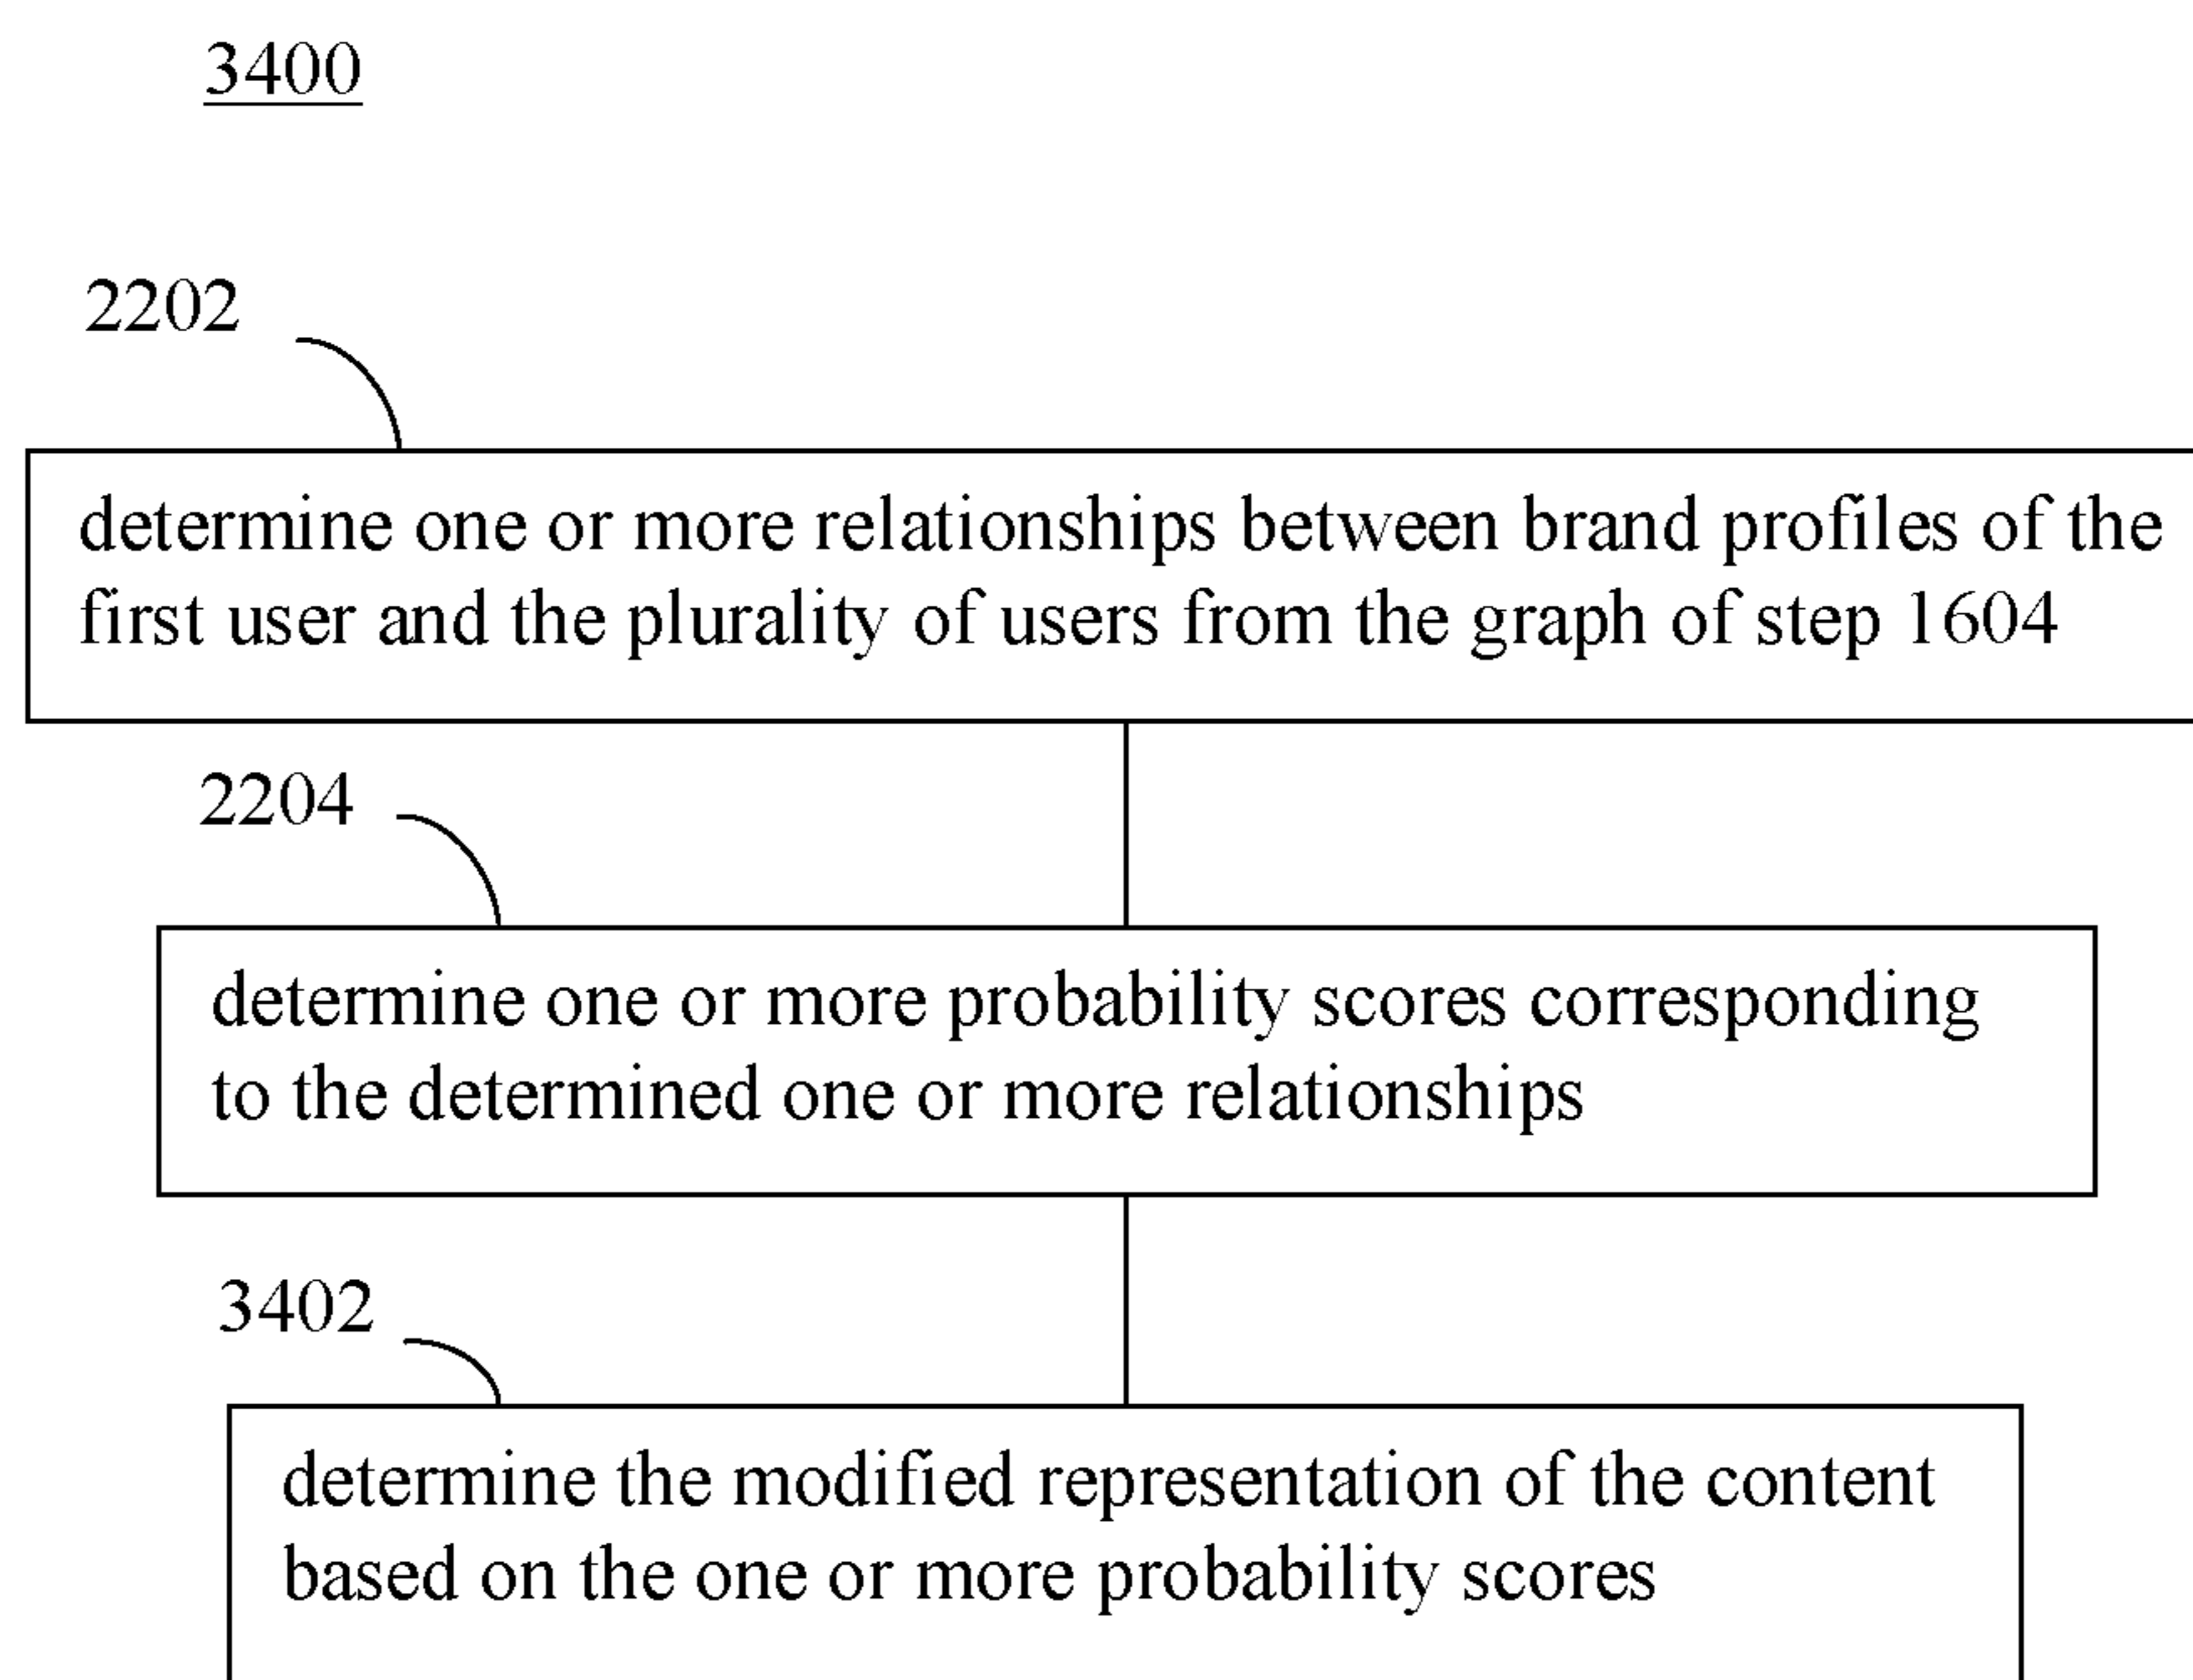 3400
2202
determine one or more relationships between brand profiles of the
first user and the plurality of users from the graph of step 1604
2204
determine one or more probability scores corresponding
to the determined one or more relationships
3402
determine the modified representation of the content
based on the one or more probability scores